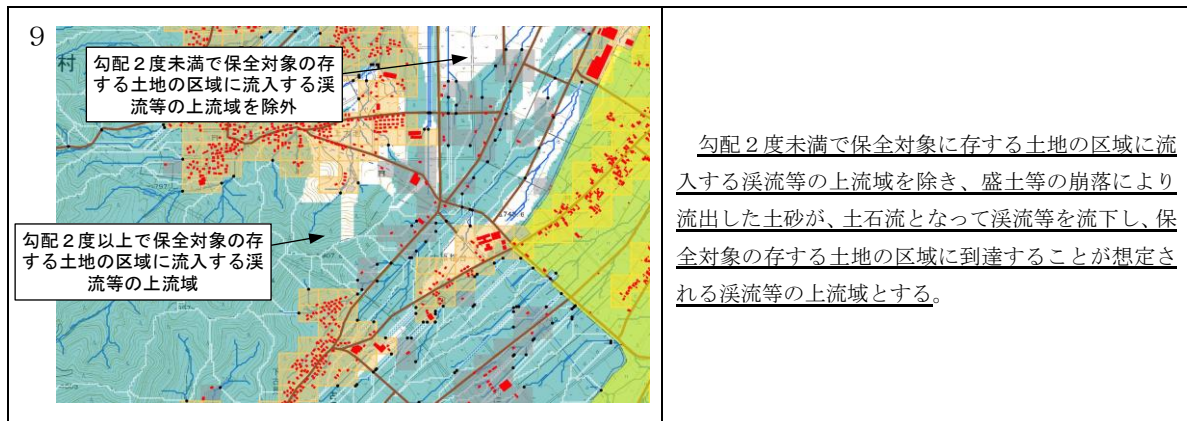 9
村
勾配２度未満で保全対象の存
する土地の区域に流入する渓
流等の上流域を除外
勾配２度以上で保全対象の存
する土地の区域に流入する渓
流等の上流域
勾配２度未満で保全対象に存する土地の区域に流
入する渓流等の上流域を除き、盛土等の崩落により
流出した土砂が、土石流となって渓流等を流下し、保
全対象の存する土地の区域に到達することが想定さ
れる渓流等の上流域とする。